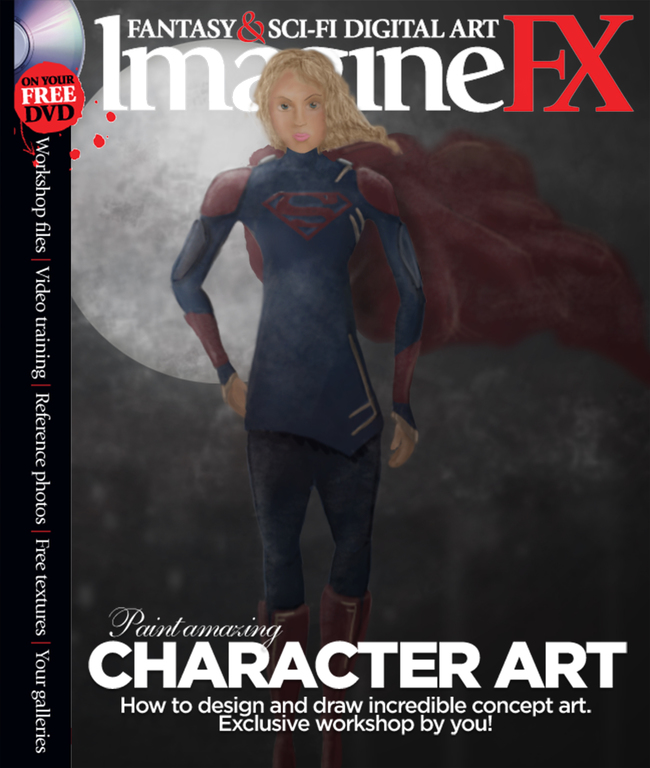 FANTASY & SCI-FI DIGITAL ART
ImagineFX
ON YOUR
FREE
DVD
Workshop files | Video training | Reference photos | Free textures | Your galleries
Paint amazing
CHARACTER ART
How to design and draw incredible concept art.
Exclusive workshop by you!